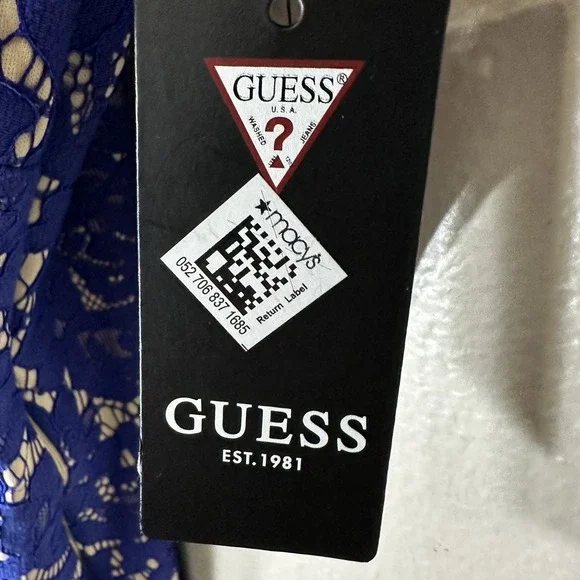 GUESS®
U.S.A.
WASHED ? JEANS
★macy's
052 706 837 1685
Return Label
GUESS
EST. 1981